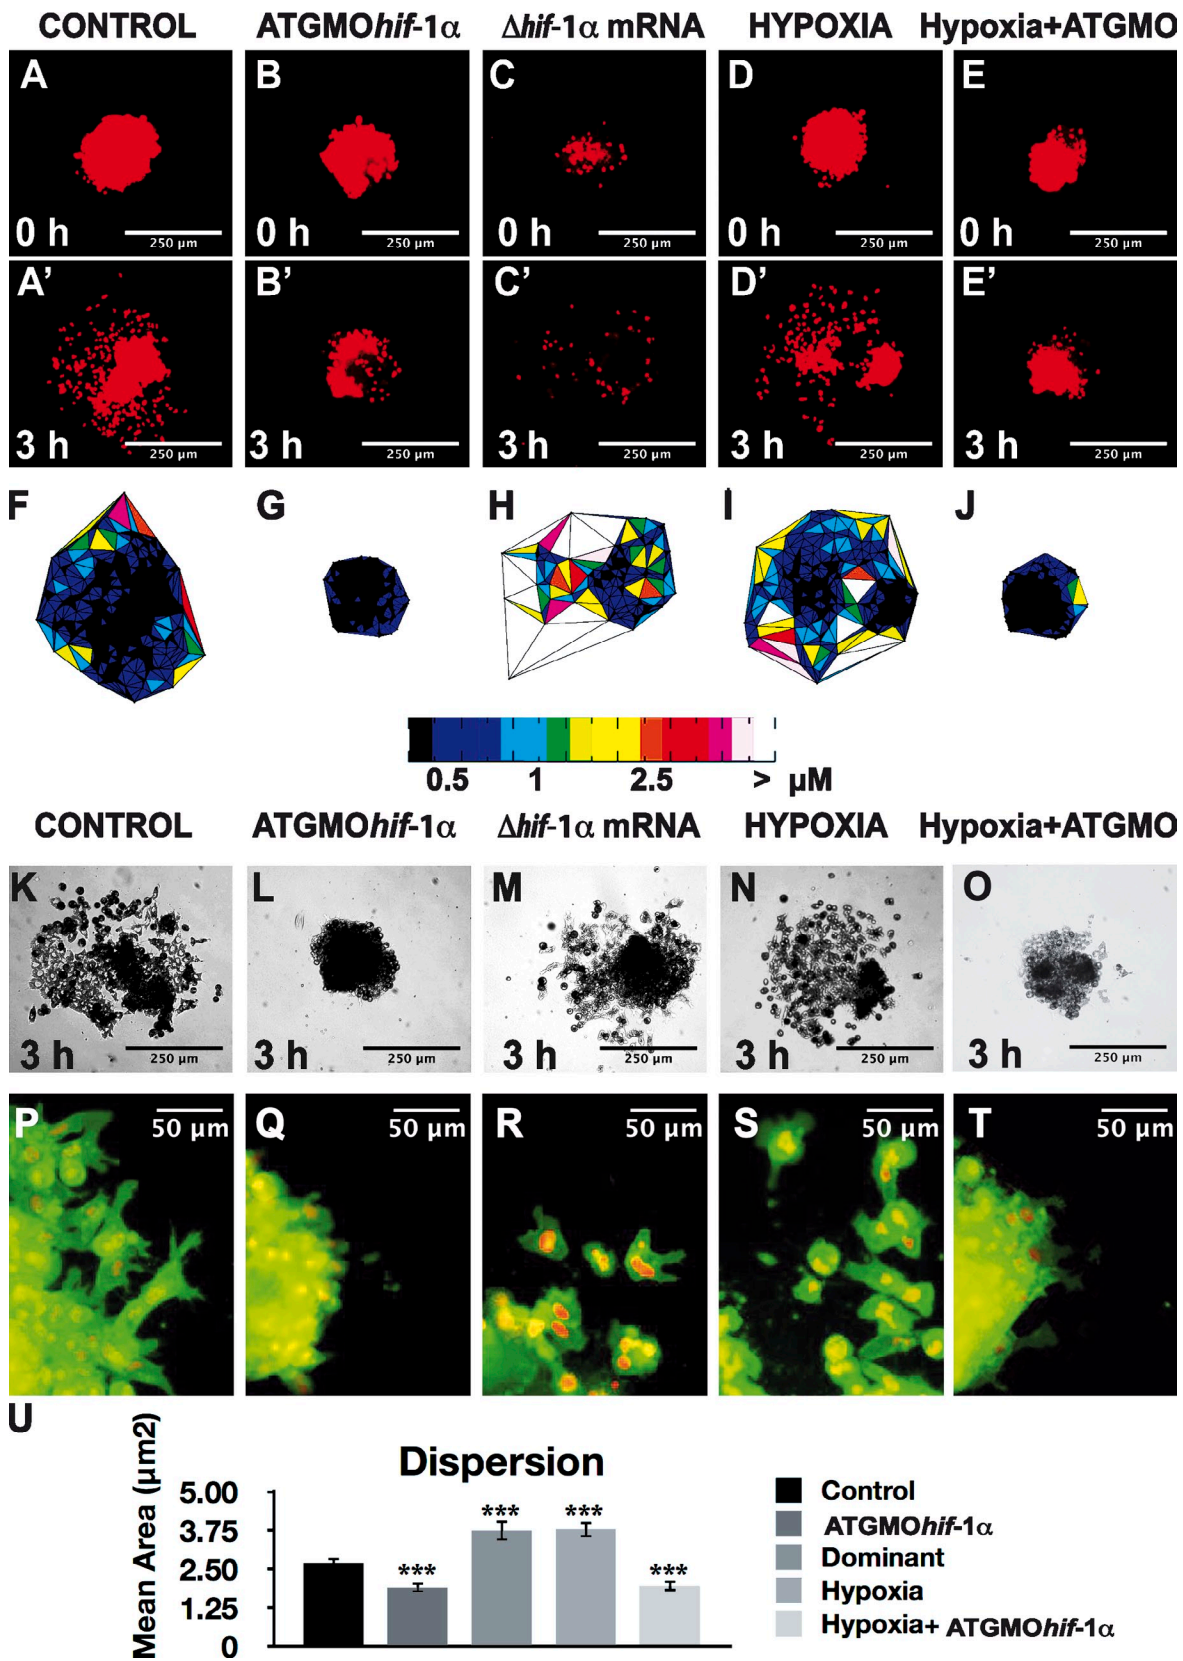 CONTROL ATGMOhif-1α Δhif-1α mRNA HYPOXIA Hypoxia+ATGMO
A B C D E
0 h 0 h 0 h 0 h 0 h
250 µm 250 µm 250 µm 250 µm 250 µm
A’ B’ C’ D’ E’
3 h 3 h 3 h 3 h 3 h
250 µm 250 µm 250 µm 250 µm 250 µm
F G H I J
0.5 1 2.5 > µM
CONTROL ATGMOhif-1α Δhif-1α mRNA HYPOXIA Hypoxia+ATGMO
K L M N O
3 h 3 h 3 h 3 h 3 h
250 µm 250 µm 250 µm 250 µm 250 µm
P Q R S T
50 µm 50 µm 50 µm 50 µm 50 µm
U
Dispersion
Mean Area (µm2)
5.00
3.75
2.50
1.25
0
*** *** *** ***
Control
ATGMOhif-1α
Dominant
Hypoxia
Hypoxia+ ATGMOhif-1α